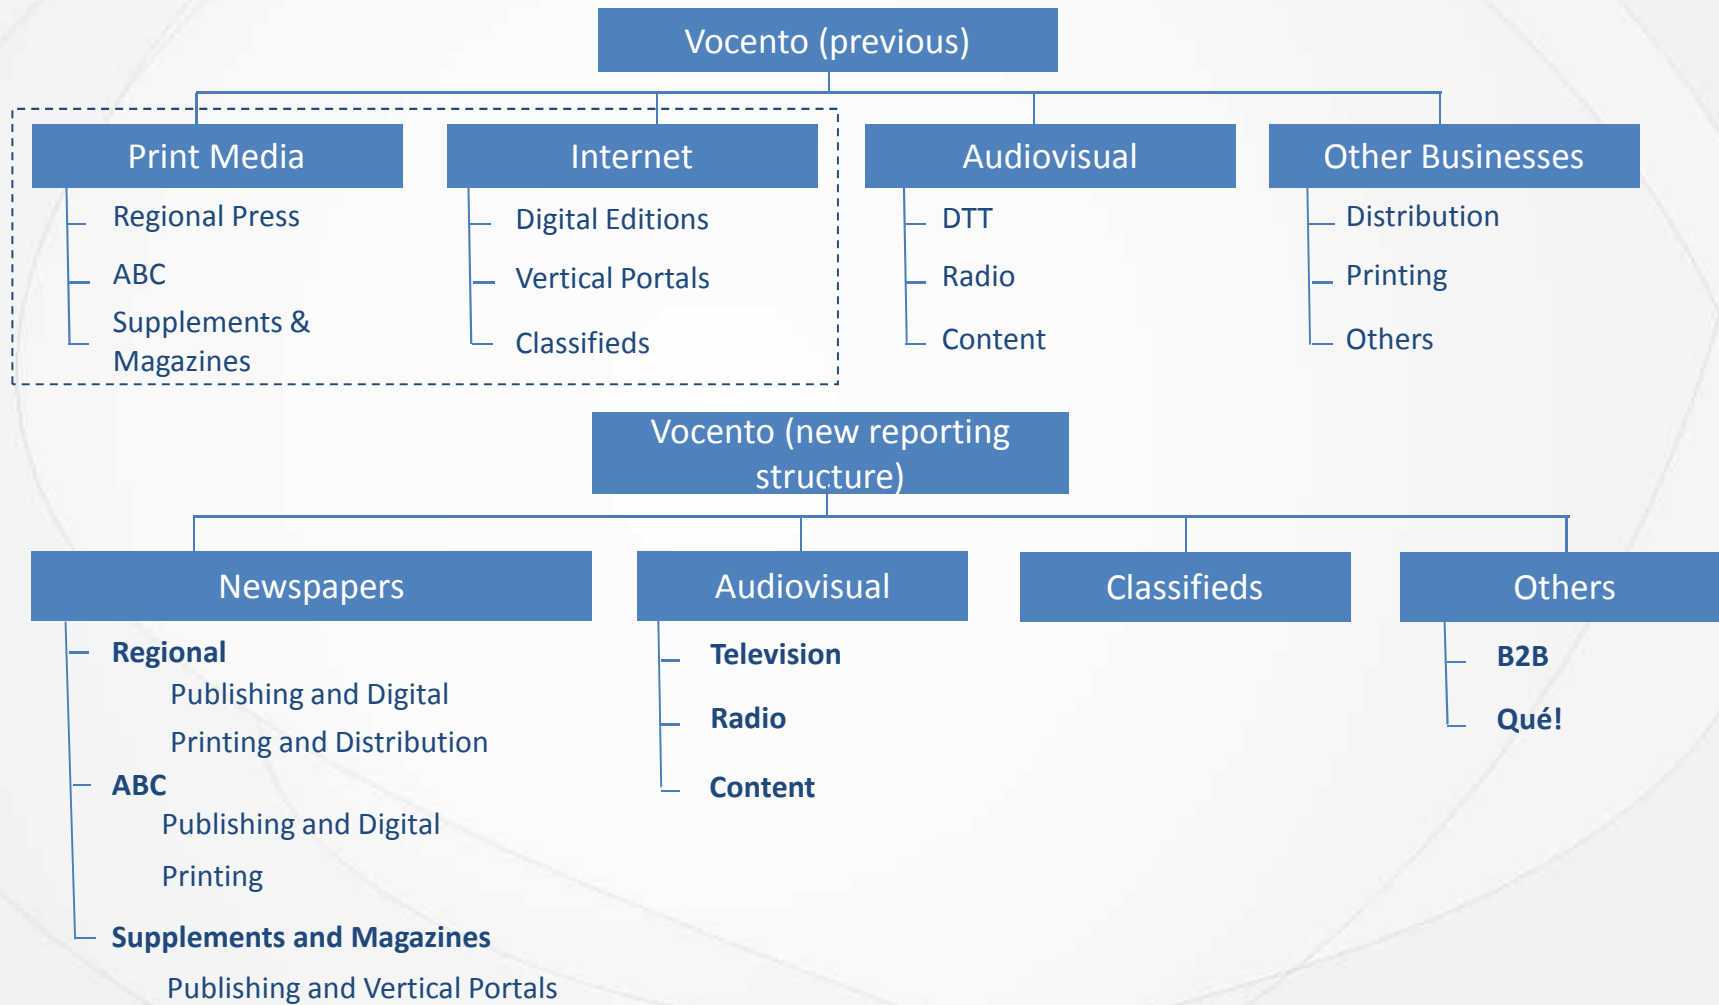 Vocento (previous)
Print Media
Internet
Audiovisual
Other Businesses
Regional Press
ABC
Supplements &
Magazines
Digital Editions
Vertical Portals
Classifieds
DTT
Radio
Content
Distribution
Printing
Others
Vocento (new reporting
structure)
Newspapers
Audiovisual
Classifieds
Others
Regional
Publishing and Digital
Printing and Distribution
ABC
Publishing and Digital
Printing
Supplements and Magazines
Publishing and Vertical Portals
Television
Radio
Content
B2B
Qué!